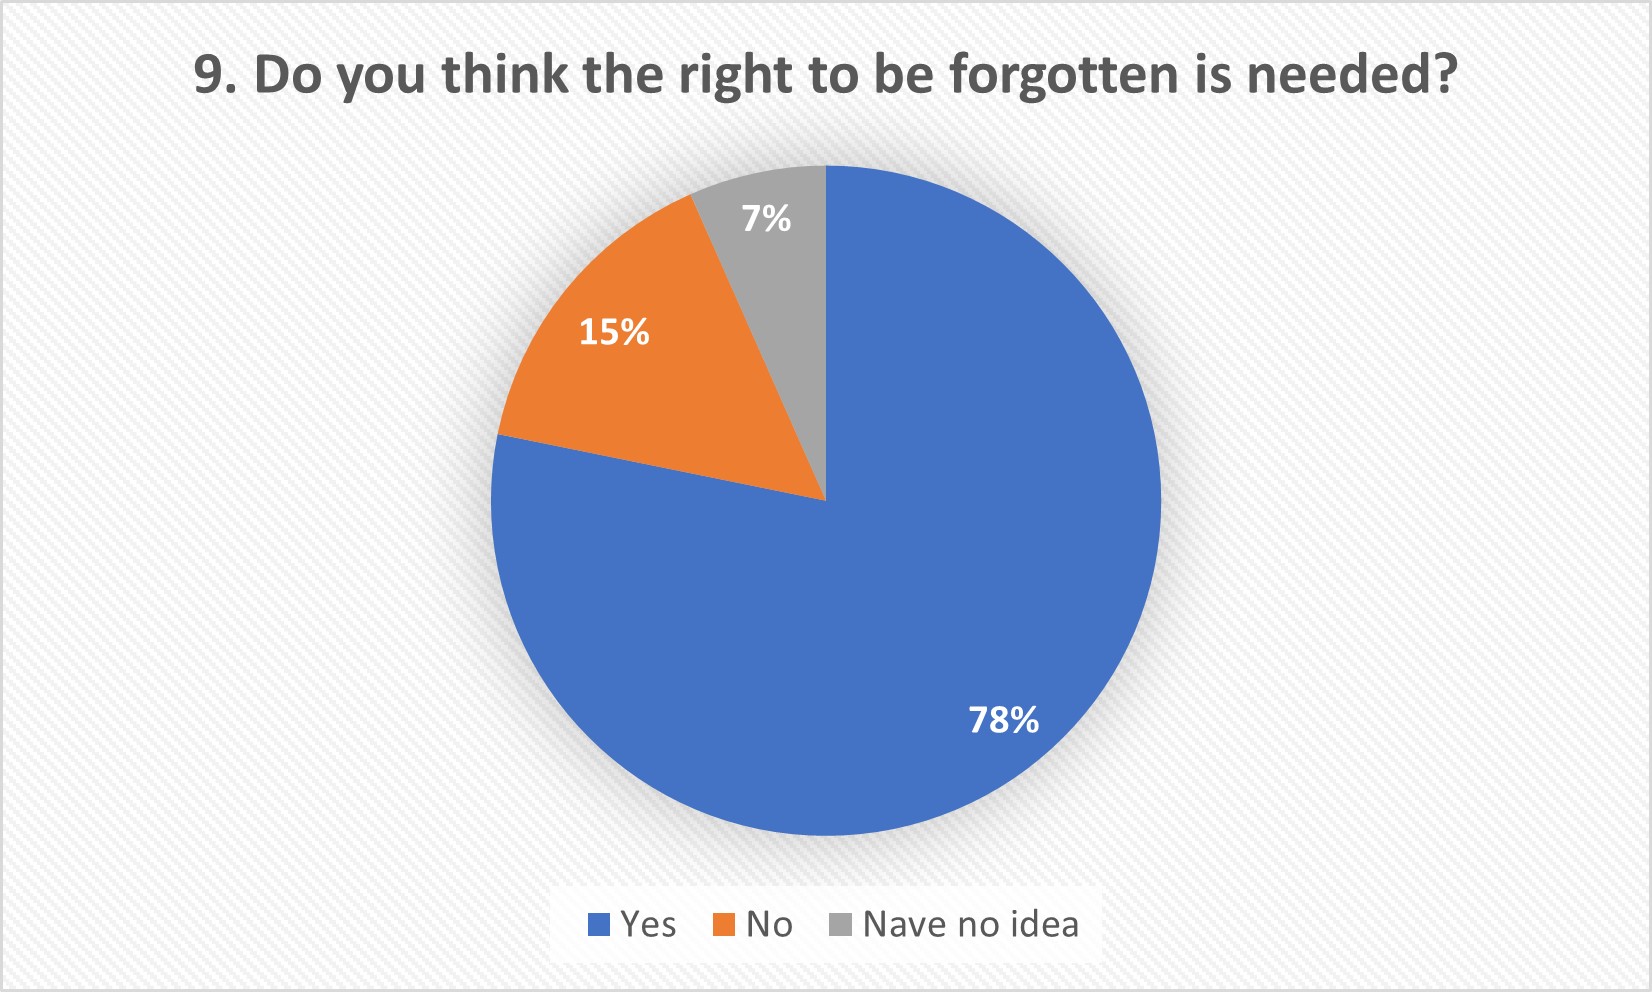 9. Do you think the right to be forgotten is needed?
7%
15%
78%
Yes No Nave no idea